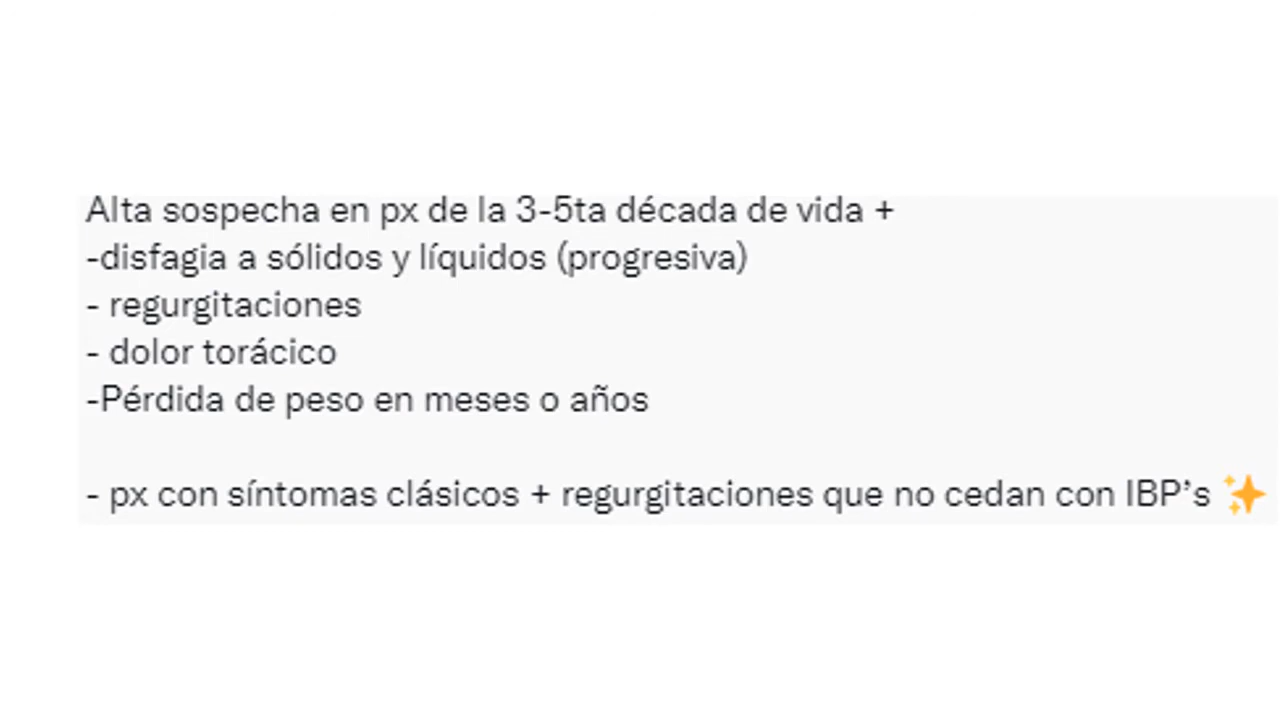 Alta sospecha en px de la 3-5ta década de vida +
-disfagia a sólidos y líquidos (progresiva)
- regurgitaciones
- dolor torácico
-Pérdida de peso en meses o años
- px con síntomas clásicos + regurgitaciones que no cedan con IBP’s ✨